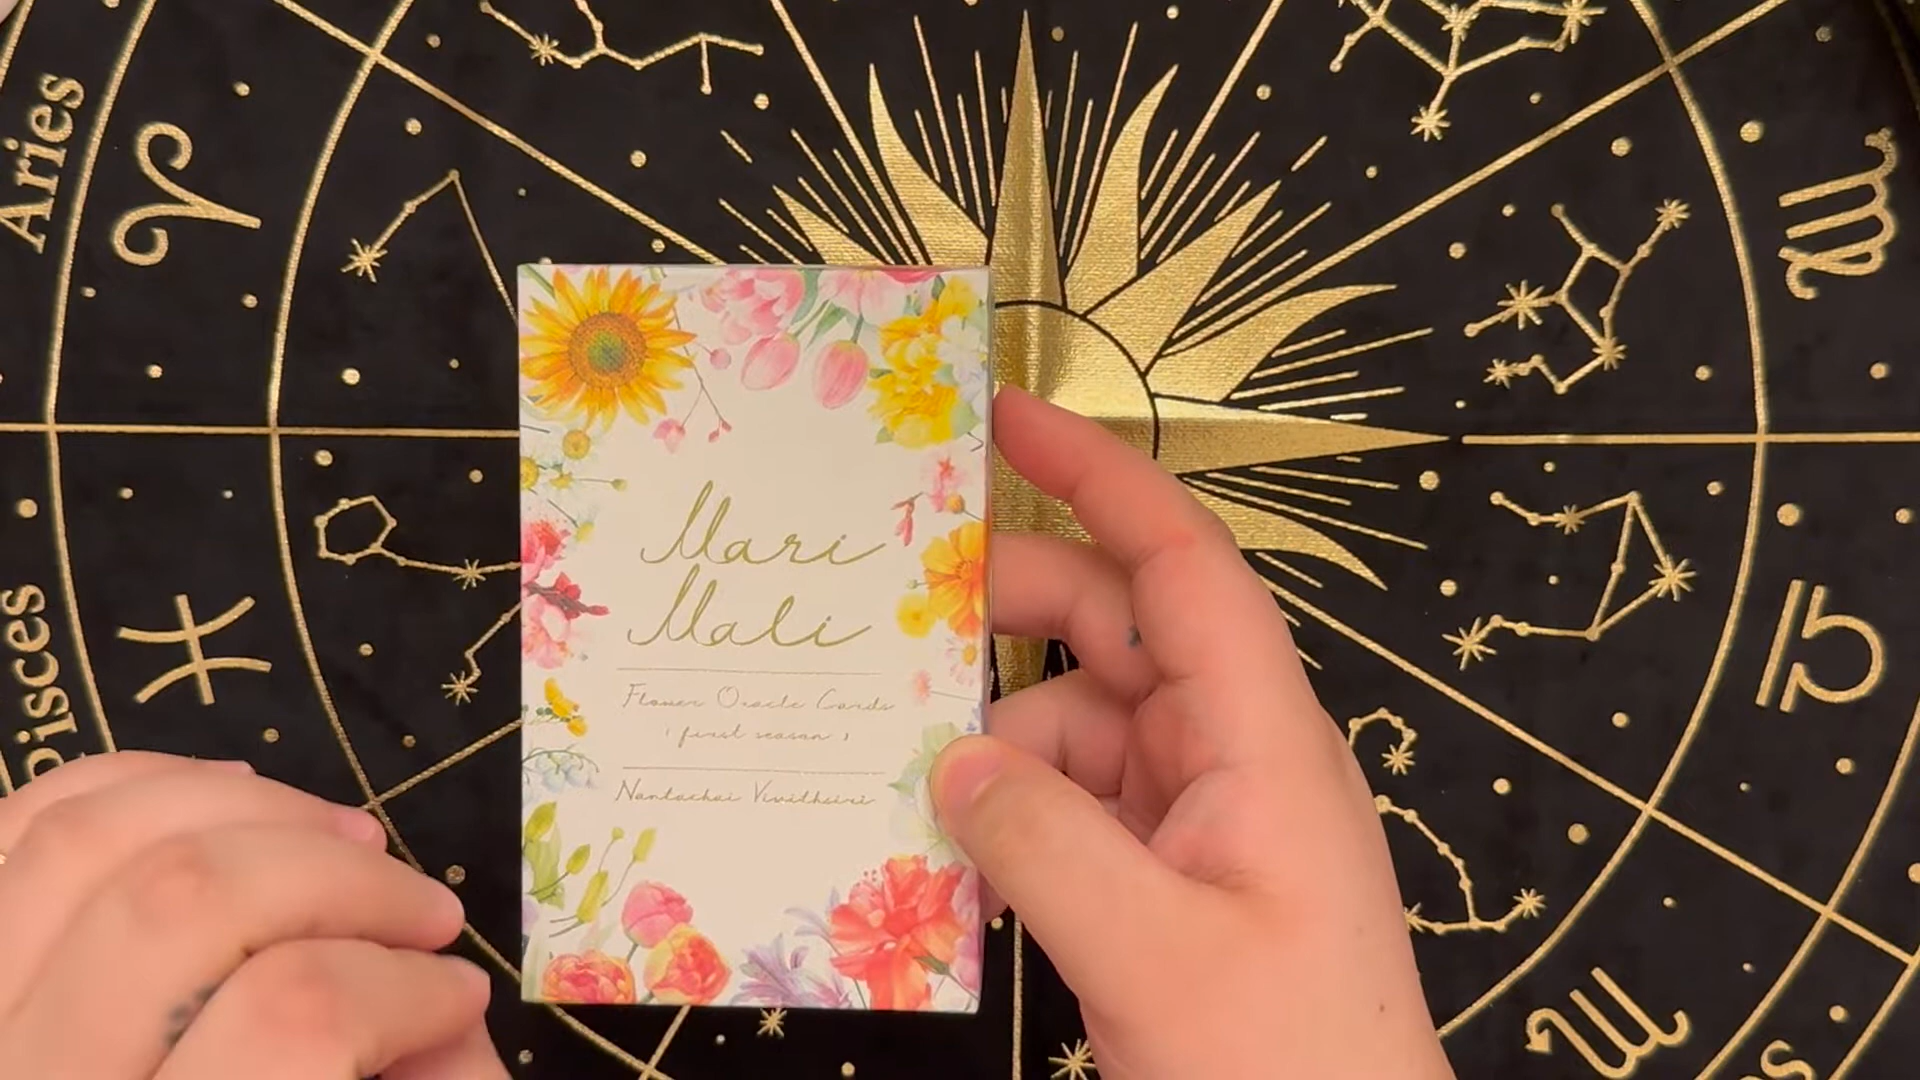 Aries
Pisces
Mari
Mali
Flower Oracle Cards
( first season )
Nantachai Vivithsiri